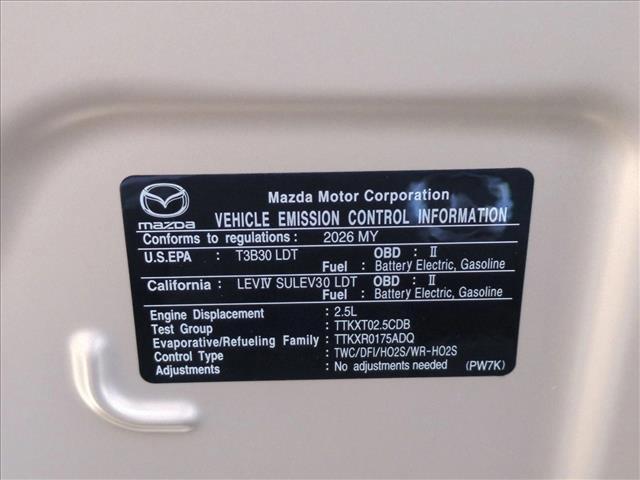 mazda
Mazda Motor Corporation
VEHICLE EMISSION CONTROL INFORMATION
Conforms to regulations : 2026 MY
U.S.EPA : T3B30 LDT OBD : II
Fuel : Battery Electric, Gasoline
California : LEVIV SULEV30 LDT OBD : II
Fuel : Battery Electric, Gasoline
Engine Displacement : 2.5L
Test Group : TTKXT02.5CDB
Evaporative/Refueling Family : TTKXR0175ADQ
Control Type : TWC/DFI/HO2S/WR-HO2S
Adjustments : No adjustments needed (PW7K)